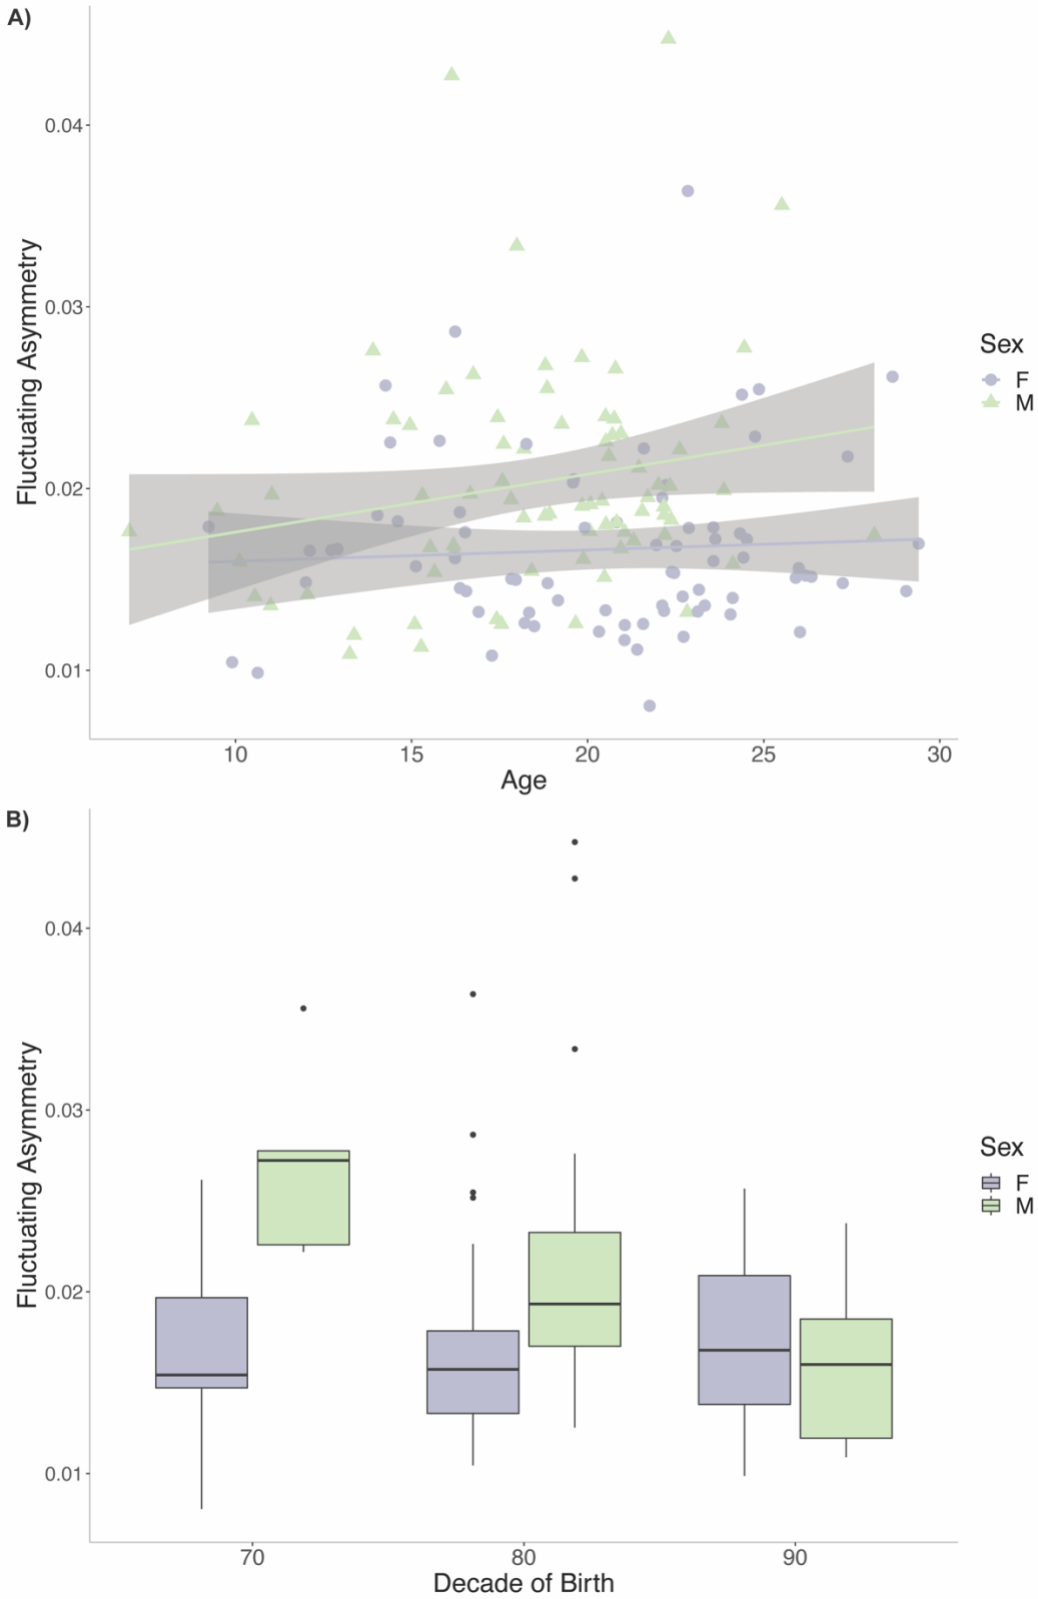 A)
0.04
0.03
0.02
0.01
Fluctuating Asymmetry
10 15 20 25 30
Age
Sex
F
M
B)
0.04
0.03
0.02
0.01
Fluctuating Asymmetry
70 80 90
Decade of Birth
Sex
F
M